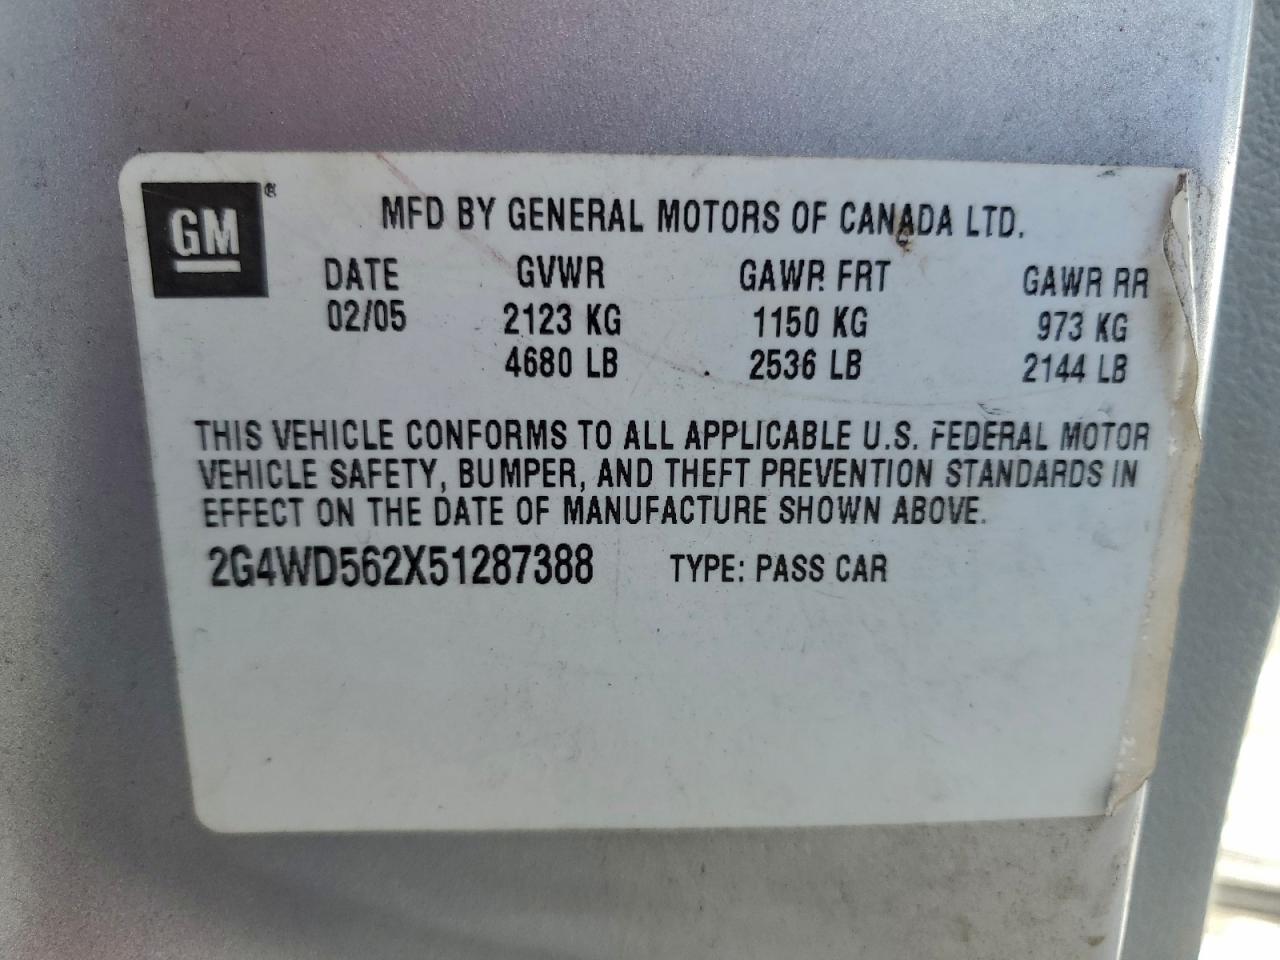 GM ®
MFD BY GENERAL MOTORS OF CANADA LTD.
DATE GVWR GAWR FRT GAWR RR
02/05 2123 KG 1150 KG 973 KG
4680 LB 2536 LB 2144 LB
THIS VEHICLE CONFORMS TO ALL APPLICABLE U.S. FEDERAL MOTOR
VEHICLE SAFETY, BUMPER, AND THEFT PREVENTION STANDARDS IN
EFFECT ON THE DATE OF MANUFACTURE SHOWN ABOVE.
2G4WD562X51287388 TYPE: PASS CAR